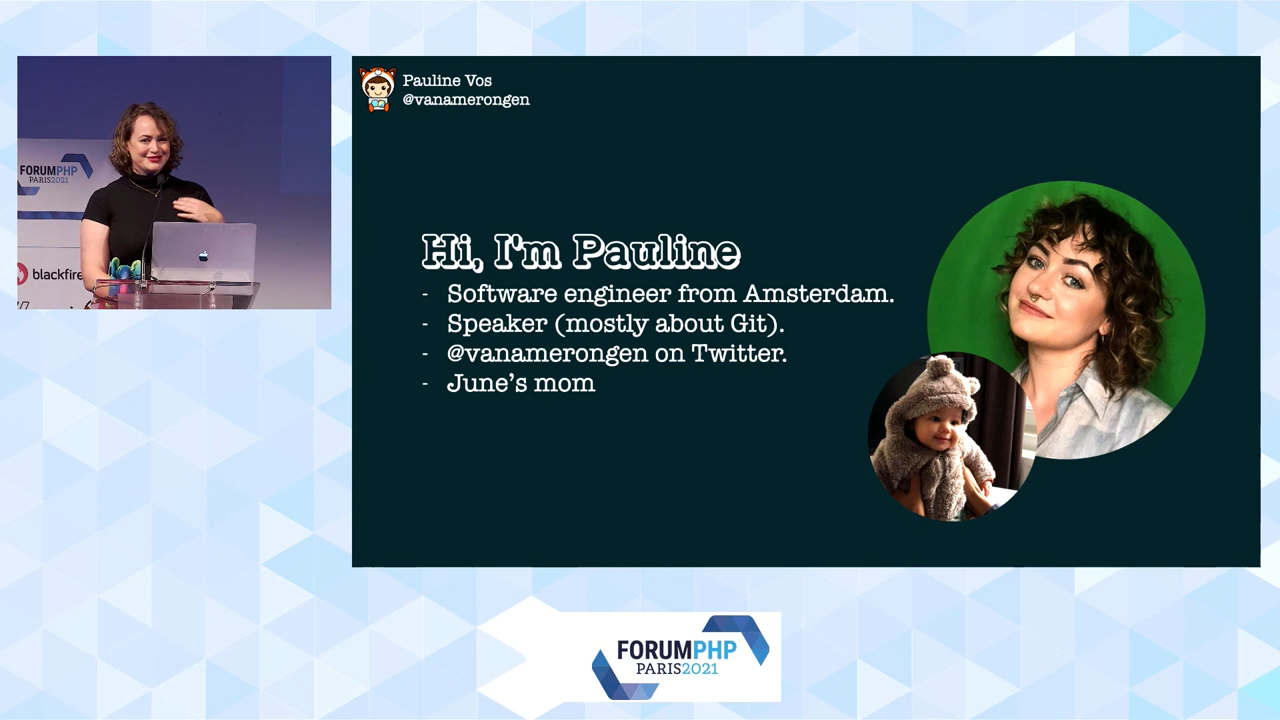 FORUMPHP
PARIS2021
blackfire
Pauline Vos
@vanamerongen
Hi, I'm Pauline
- Software engineer from Amsterdam.
- Speaker (mostly about Git).
- @vanamerongen on Twitter.
- June's mom
FORUMPHP
PARIS2021